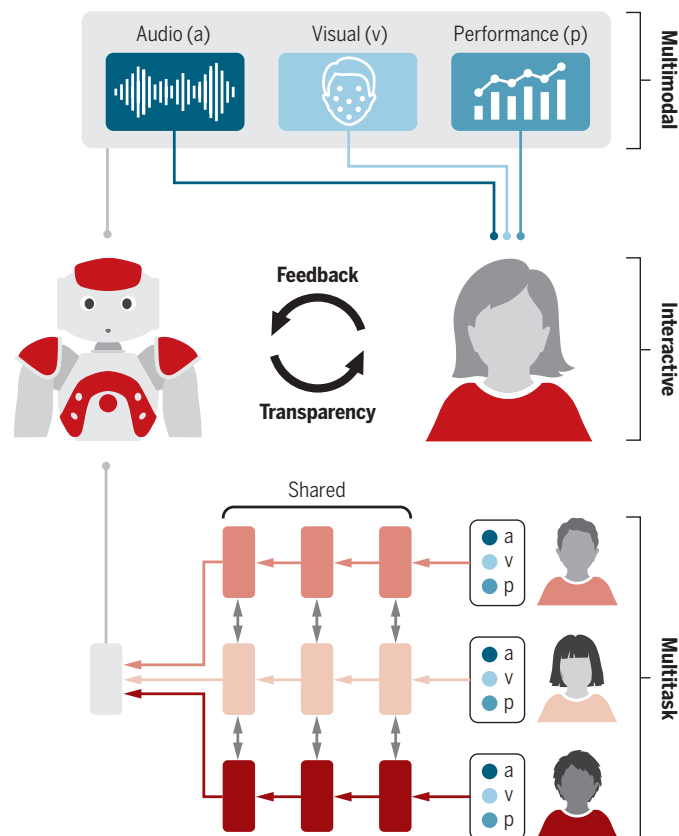 Audio (a)
Visual (v)
Performance (p)
Multimodal
Feedback
Transparency
Interactive
Shared
a
v
p
a
v
p
a
v
p
Multitask